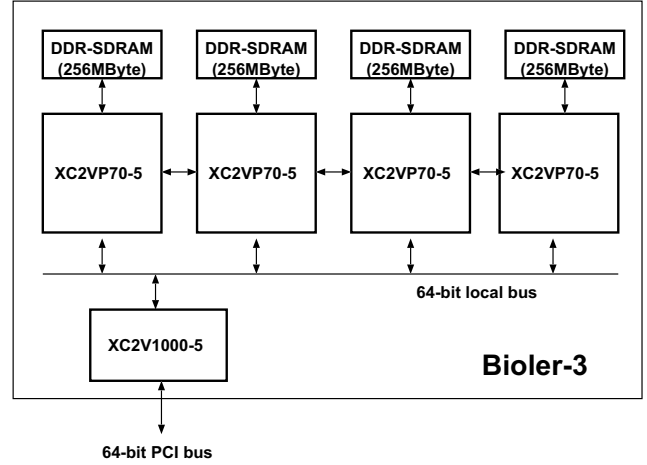 DDR-SDRAM
(256MByte)
DDR-SDRAM
(256MByte)
DDR-SDRAM
(256MByte)
DDR-SDRAM
(256MByte)
XC2VP70-5
XC2VP70-5
XC2VP70-5
XC2VP70-5
64-bit local bus
XC2V1000-5
Bioler-3
64-bit PCI bus